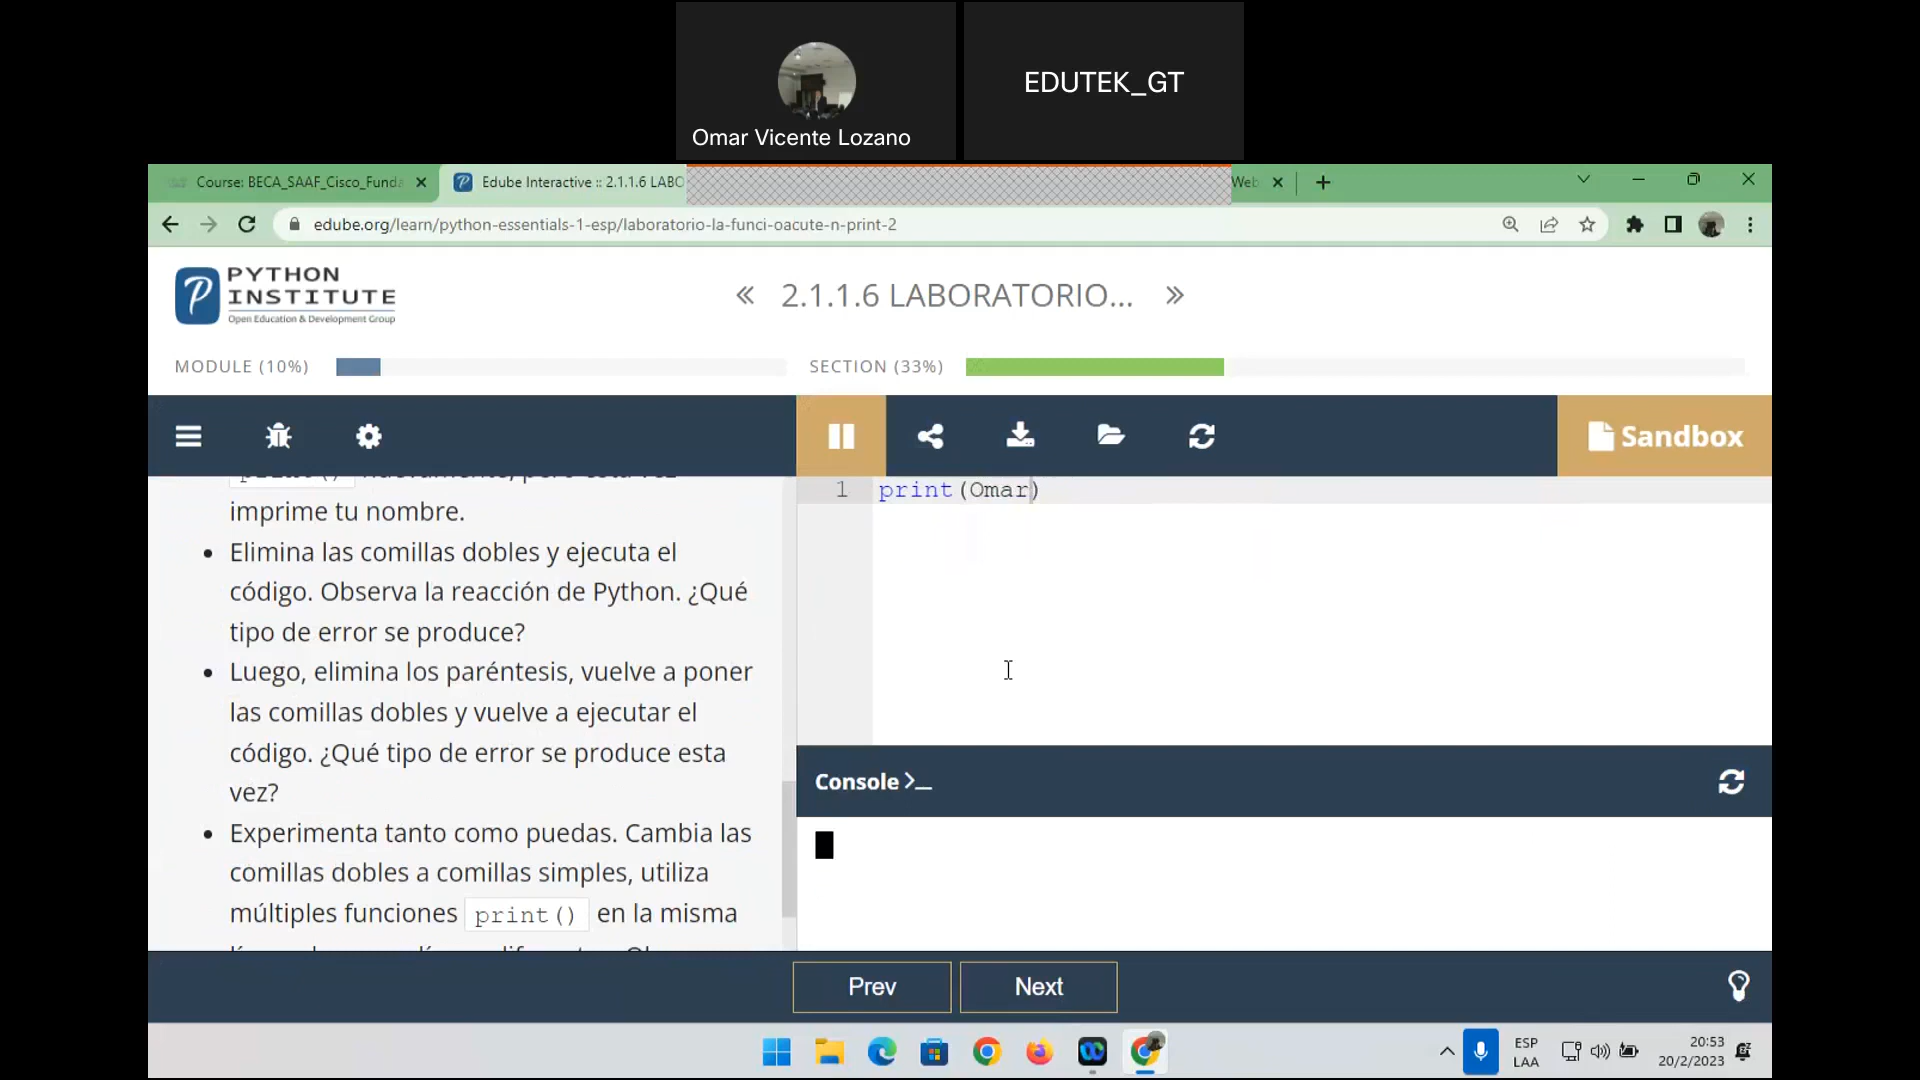 Omar Vicente Lozano
EDUTEK_GT
Course: BECA_SAAF_Cisco_Funda
Edube Interactive :: 2.1.1.6 LABO
Web
edube.org/learn/python-essentials-1-esp/laboratorio-la-funci-oacute-n-print-2
PYTHON
INSTITUTE
Open Education & Development Group
« 2.1.1.6 LABORATORIO... »
MODULE (10%)
SECTION (33%)
Sandbox
imprime tu nombre.
• Elimina las comillas dobles y ejecuta el
código. Observa la reacción de Python. ¿Qué
tipo de error se produce?
• Luego, elimina los paréntesis, vuelve a poner
las comillas dobles y vuelve a ejecutar el
código. ¿Qué tipo de error se produce esta
vez?
• Experimenta tanto como puedas. Cambia las
comillas dobles a comillas simples, utiliza
múltiples funciones print() en la misma
1 print(Omar)
Console >_
Prev
Next
ESP
LAA
20:53
20/2/2023